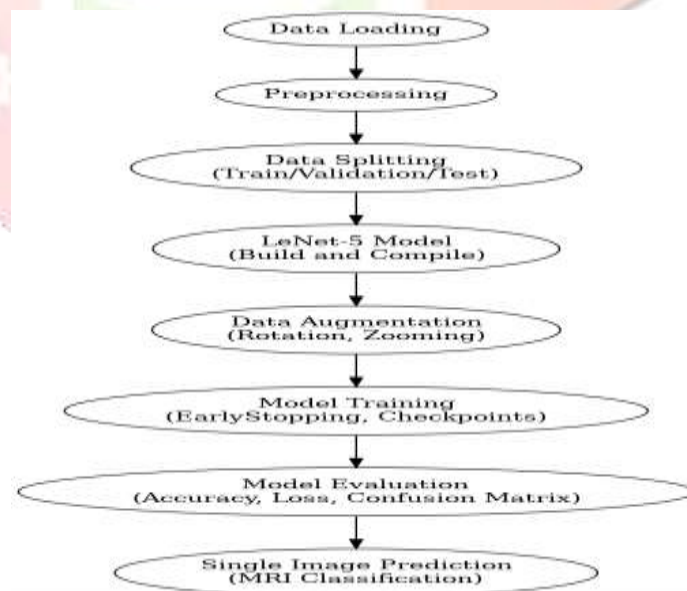 Data Loading
Preprocessing
Data Splitting
(Train/Validation/Test)
LeNet-5 Model
(Build and Compile)
Data Augmentation
(Rotation, Zooming)
Model Training
(EarlyStopping, Checkpoints)
Model Evaluation
(Accuracy, Loss, Confusion Matrix)
Single Image Prediction
(MRI Classification)